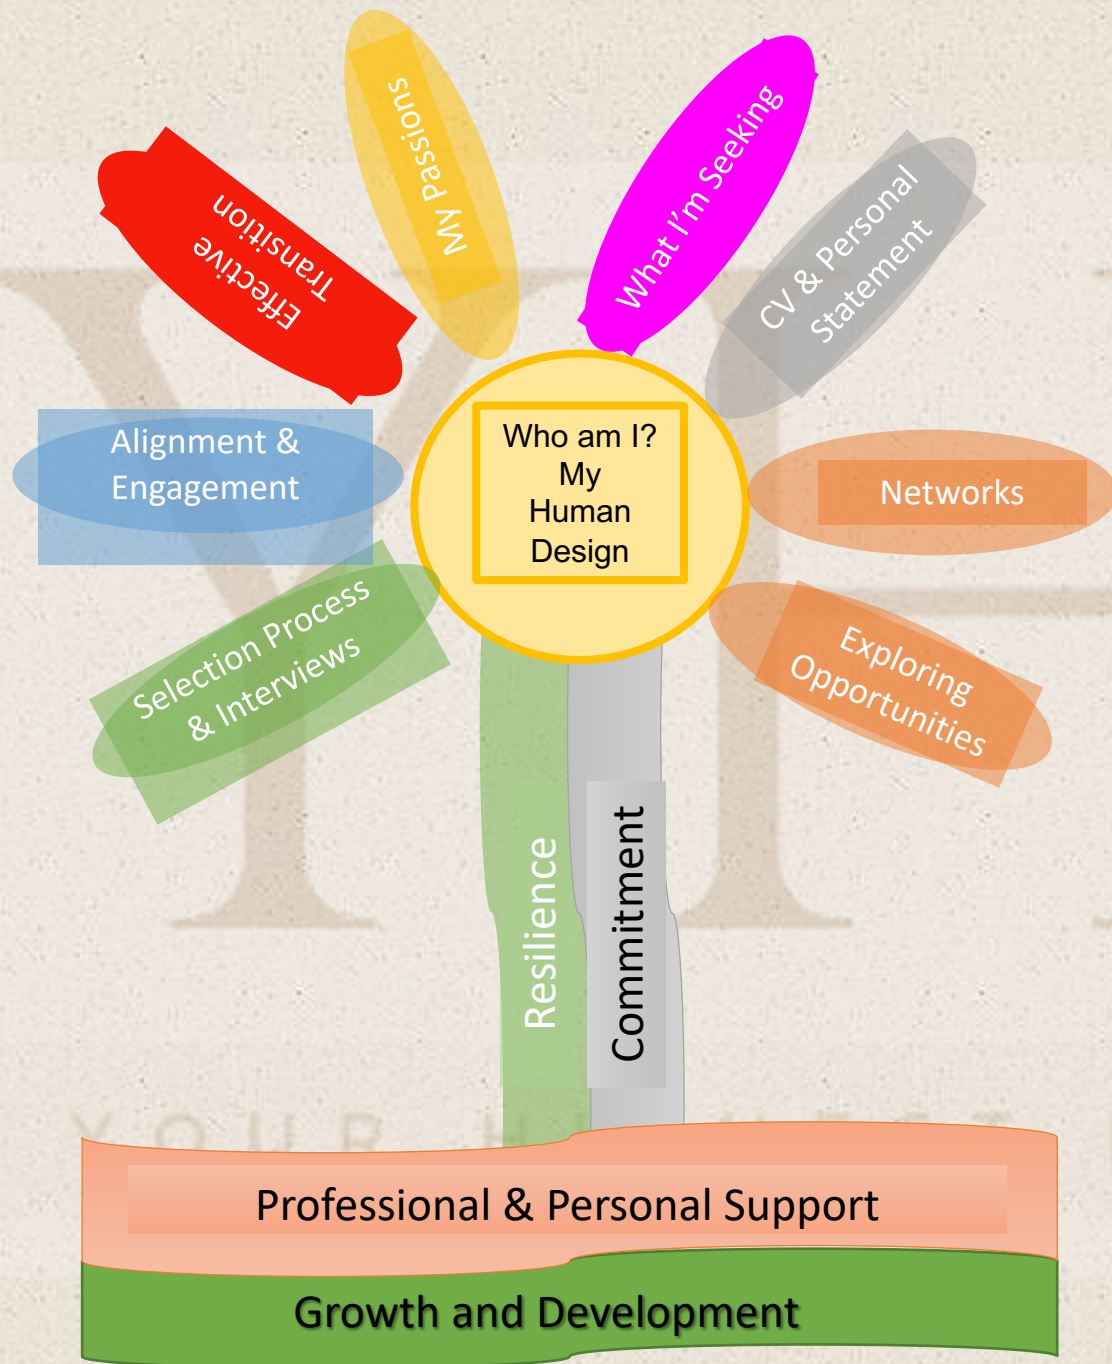 My Passions
What I'm Seeking
Effective
Transition
CV & Personal
Statement
Alignment &
Engagement
Who am I?
My
Human
Design
Networks
Selection Process
& Interviews
Exploring
Opportunities
Resilience
Commitment
YOUR
Professional & Personal Support
Growth and Development